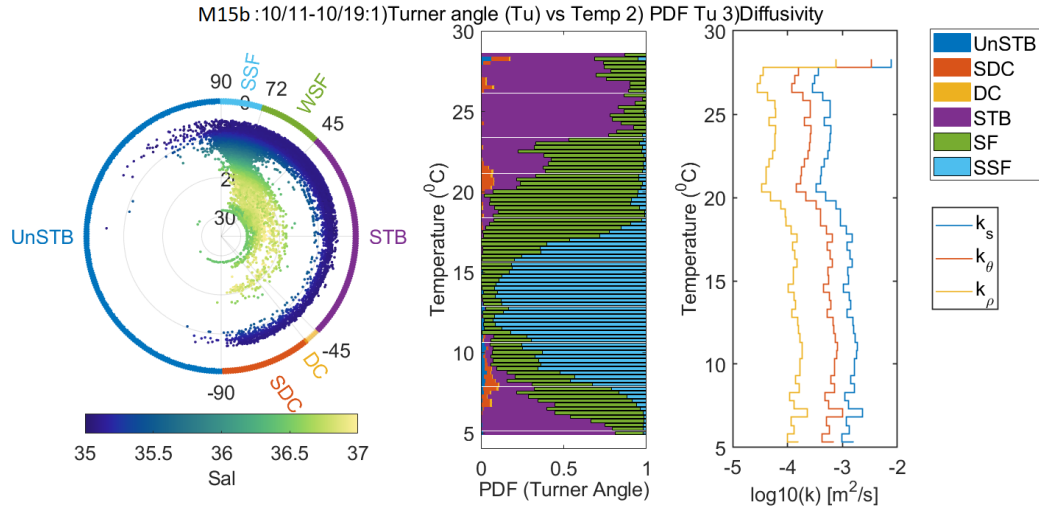 M15b :10/11-10/19:1)Turner angle (Tu) vs Temp 2) PDF Tu 3)Diffusivity
90
SSF
72
WSF
45
0
2
30
UnSTB
STB
-45
DC
SDC
-90
35
35.5
36
36.5
37
Sal
30
25
20
15
10
5
Temperature (⁰C)
0
0.5
1
PDF (Turner Angle)
30
25
20
15
10
5
Temperature (⁰C)
-5
-4
-3
-2
log10(k) [m²/s]
UnSTB
SDC
DC
STB
SF
SSF
k_s
k_θ
k_ρ